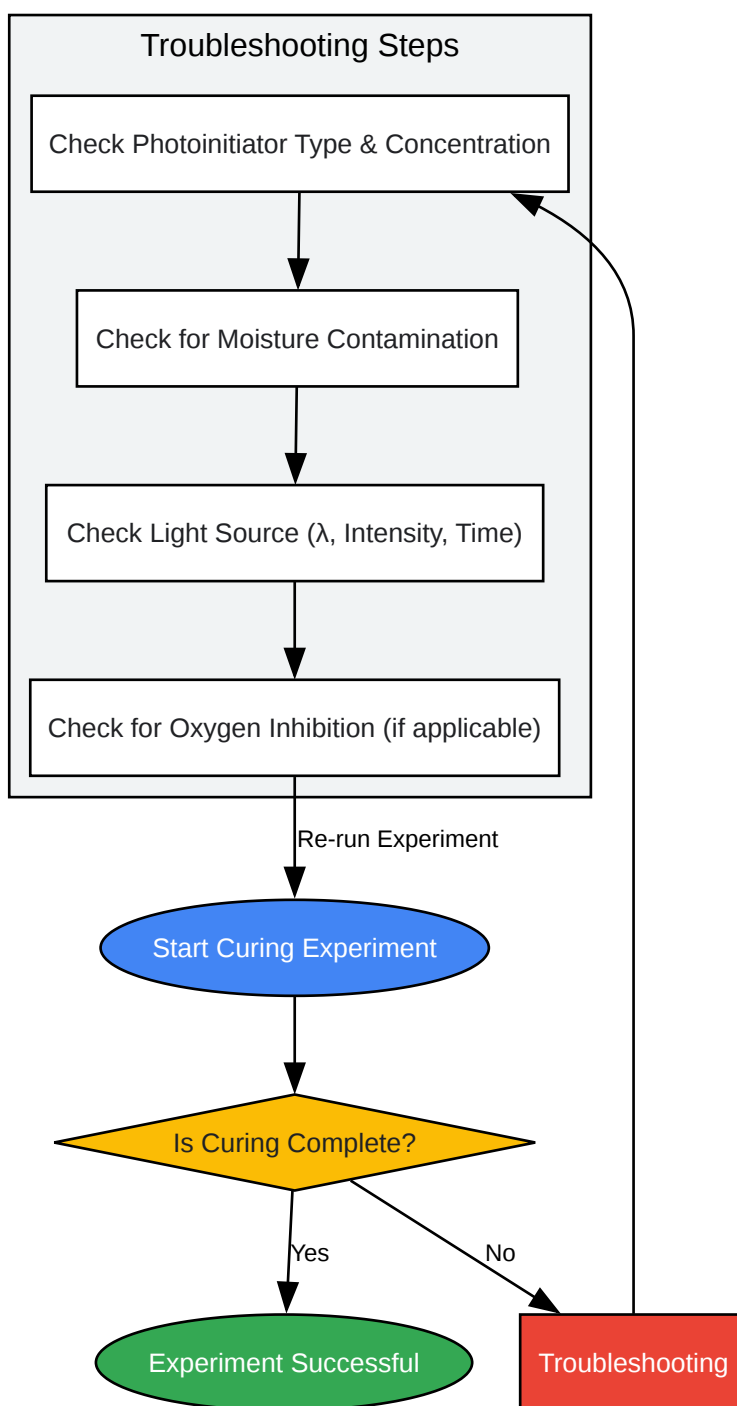 Troubleshooting Steps
Check Photoinitiator Type & Concentration
Check for Moisture Contamination
Check Light Source (λ, Intensity, Time)
Check for Oxygen Inhibition (if applicable)
Re-run Experiment
Start Curing Experiment
Is Curing Complete?
Yes
No
Experiment Successful
Troubleshooting